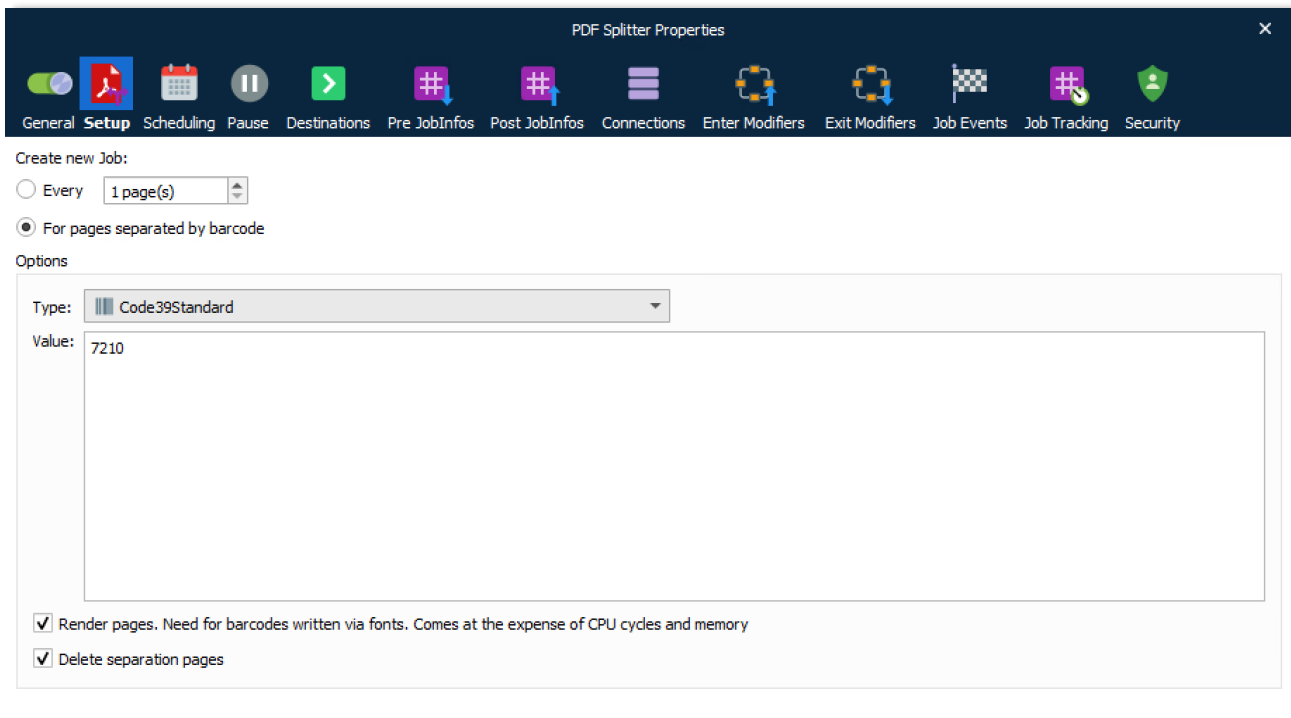 PDF Splitter Properties
General Setup Scheduling Pause Destinations Pre JobInfos Post JobInfos Connections Enter Modifiers Exit Modifiers Job Events Job Tracking Security
Create new Job:
Every 1 page(s)
For pages separated by barcode
Options
Type: Code39Standard
Value: 7210
Render pages. Need for barcodes written via fonts. Comes at the expense of CPU cycles and memory
Delete separation pages